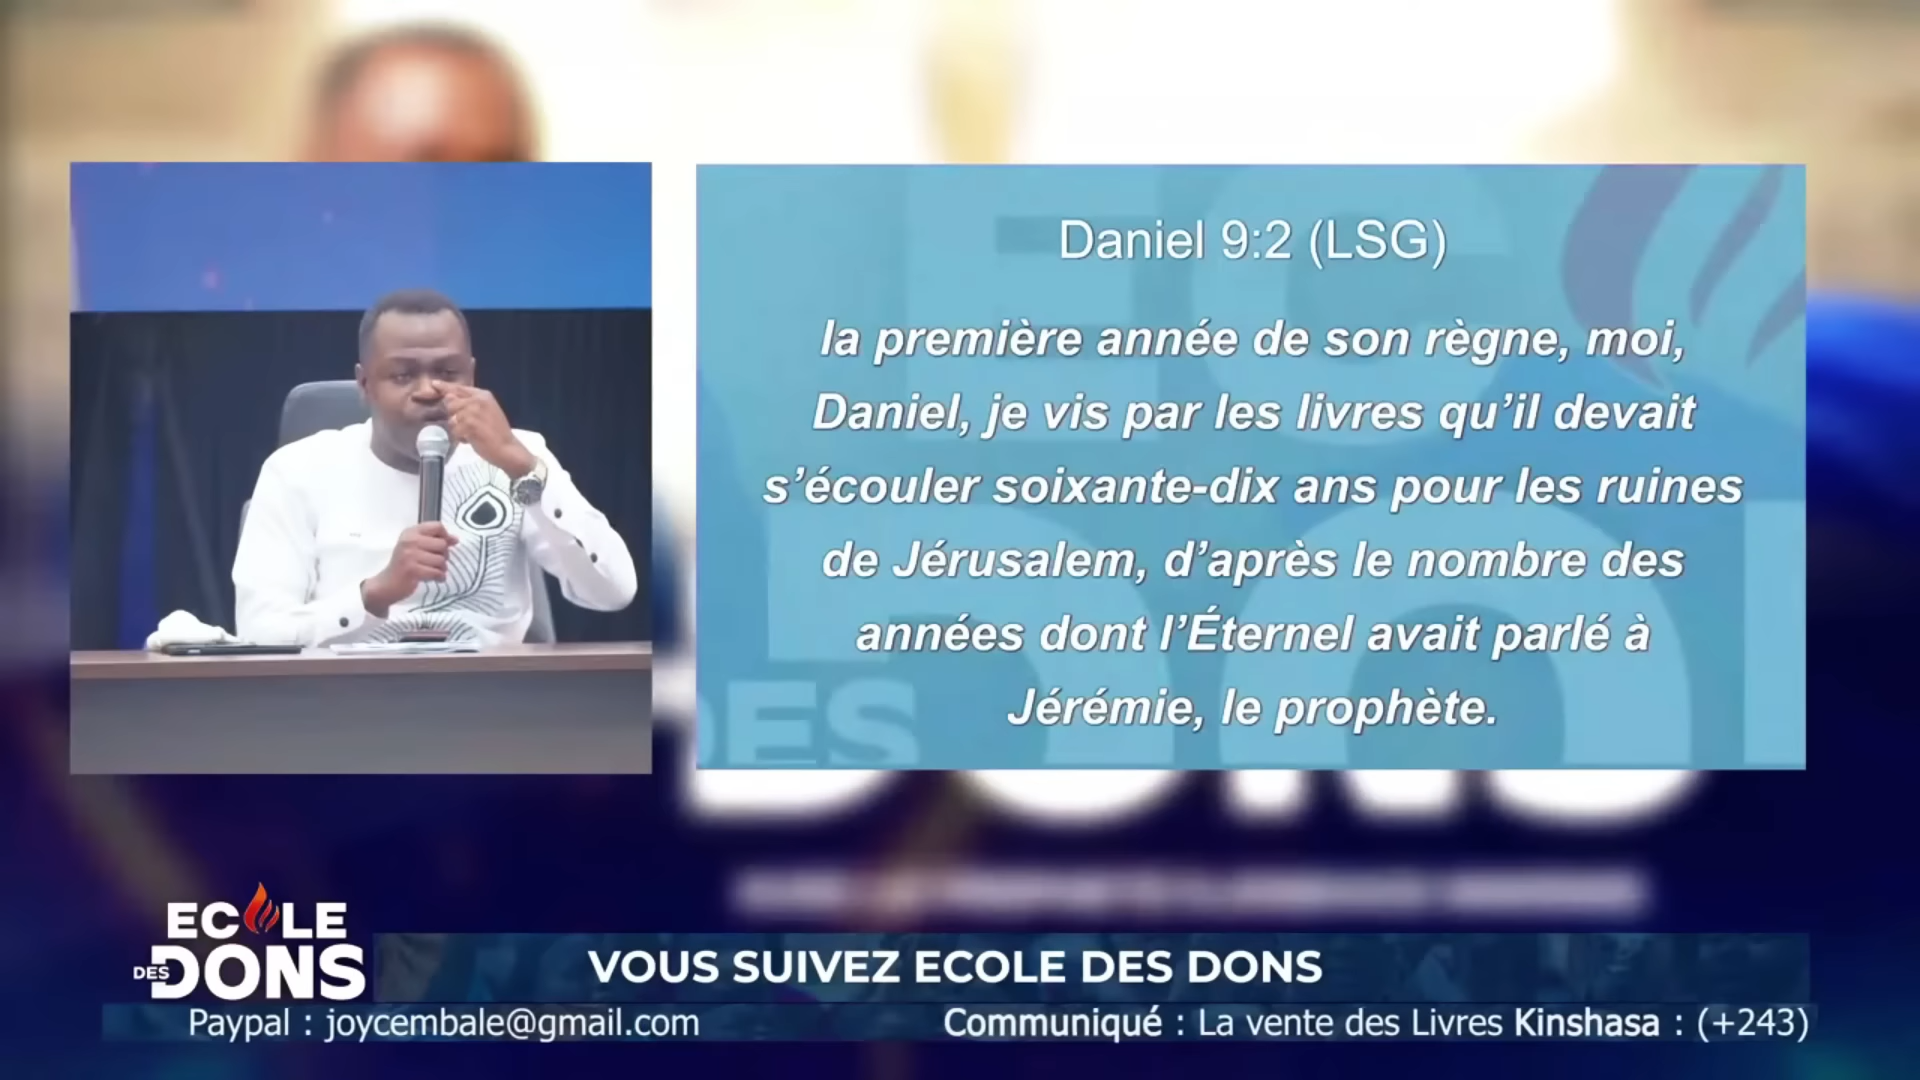 Daniel 9:2 (LSG)
la première année de son règne, moi,
Daniel, je vis par les livres qu’il devait
s’écouler soixante-dix ans pour les ruines
de Jérusalem, d’après le nombre des
années dont l’Éternel avait parlé à
Jérémie, le prophète.
DES
ECOLE
DES DONS
VOUS SUIVEZ ECOLE DES DONS
Paypal : joycembale@gmail.com
Communiqué : La vente des Livres Kinshasa : (+243)